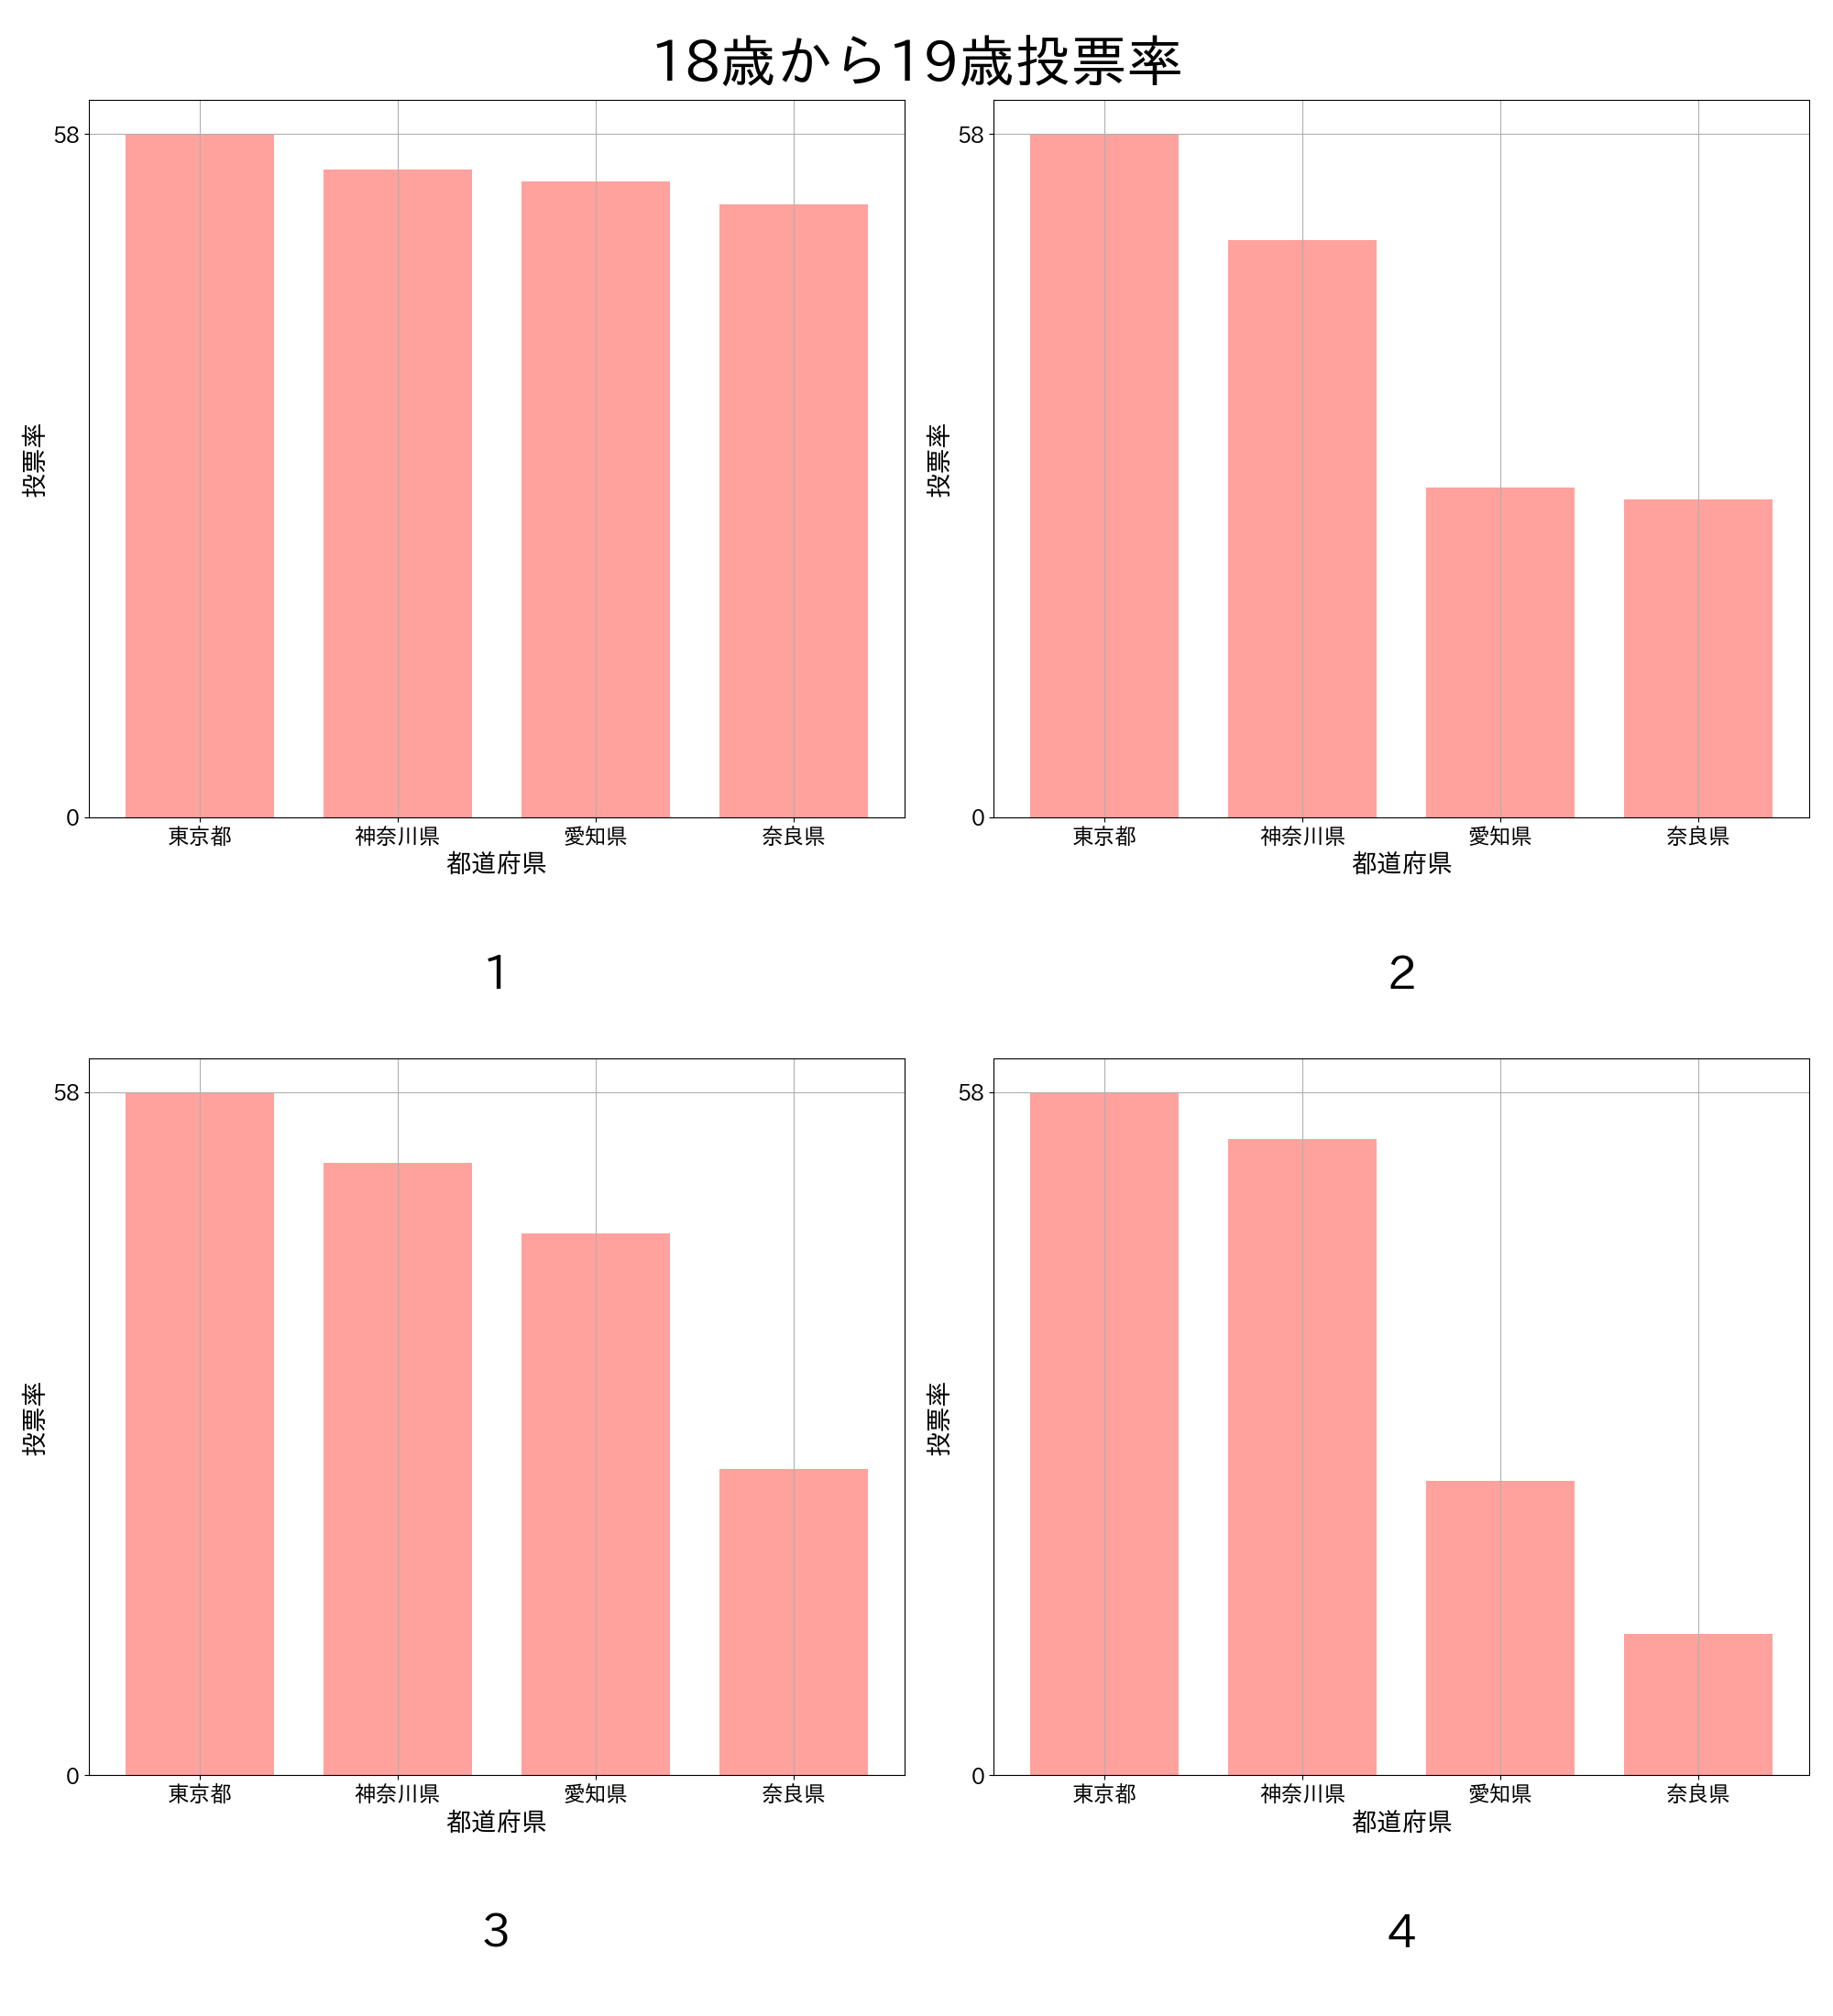 18歳から19歳投票率
58
0
投票率
東京都 神奈川県 愛知県 奈良県
都道府県
1
58
0
投票率
東京都 神奈川県 愛知県 奈良県
都道府県
2
58
0
投票率
東京都 神奈川県 愛知県 奈良県
都道府県
3
58
0
投票率
東京都 神奈川県 愛知県 奈良県
都道府県
4